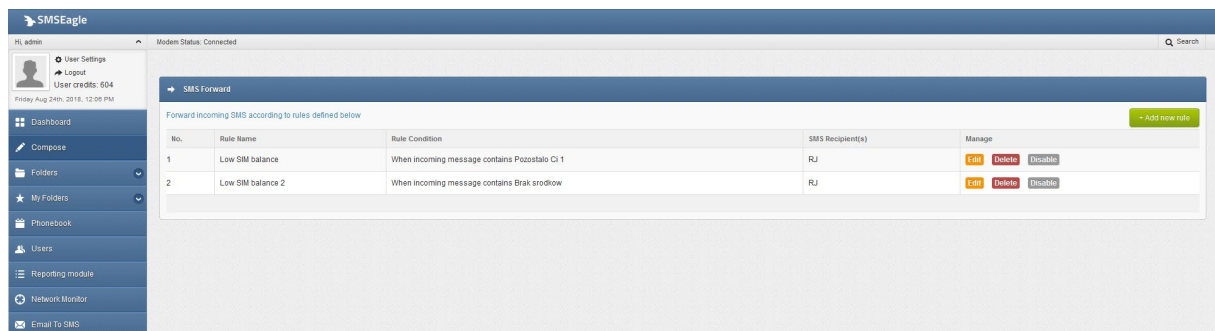 SMSEagle
Hi, admin
Modem Status: Connected
Search
User Settings
Logout
User credits: 604
Friday Aug 24th, 2018, 12:06 PM
Dashboard
Compose
Folders
My Folders
Phonebook
Users
Reporting module
Network Monitor
Email To SMS
SMS Forward
Forward incoming SMS according to rules defined below
+ Add new rule
No. Rule Name Rule Condition SMS Recipient(s) Manage
1 Low SIM balance When incoming message contains Pozostalo Ci 1 RJ Edit Delete Disable
2 Low SIM balance 2 When incoming message contains Brak srodkow RJ Edit Delete Disable